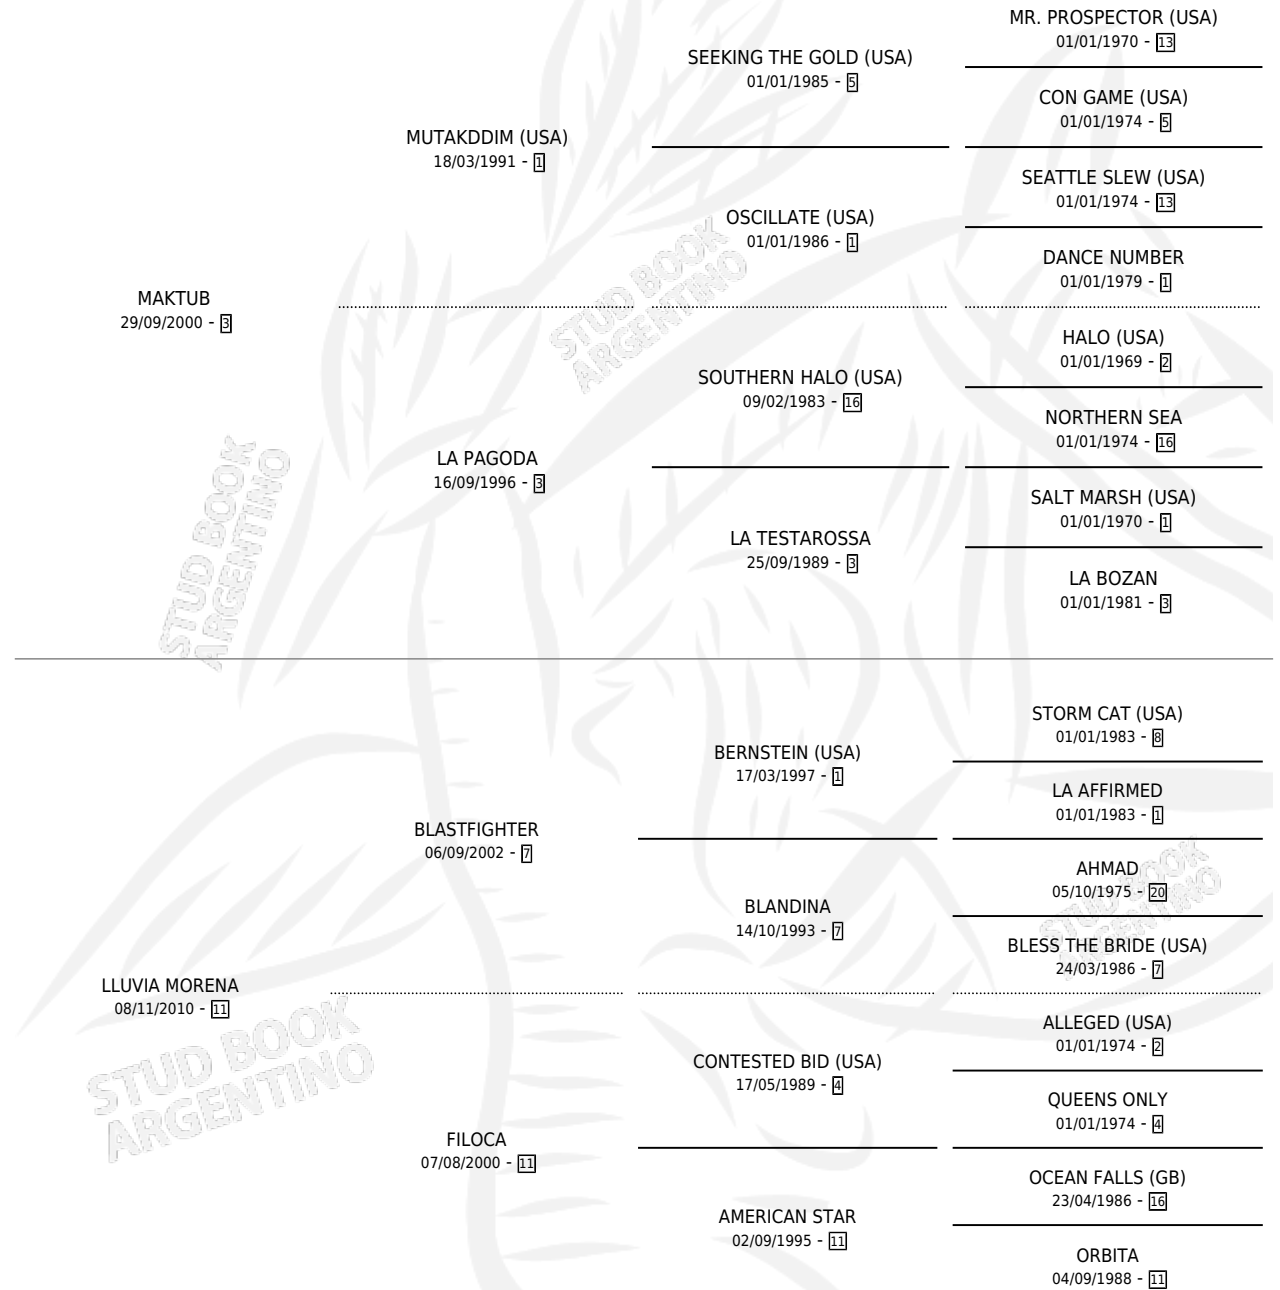 MAKTUB
29/09/2000 - 3
MUTAKDDIM (USA)
18/03/1991 - 1
SEEKING THE GOLD (USA)
01/01/1985 - 5
MR. PROSPECTOR (USA)
01/01/1970 - 13
CON GAME (USA)
01/01/1974 - 5
OSCILLATE (USA)
01/01/1986 - 1
SEATTLE SLEW (USA)
01/01/1974 - 13
DANCE NUMBER
01/01/1979 - 1
LA PAGODA
16/09/1996 - 3
SOUTHERN HALO (USA)
09/02/1983 - 16
HALO (USA)
01/01/1969 - 2
NORTHERN SEA
01/01/1974 - 16
LA TESTAROSSA
25/09/1989 - 3
SALT MARSH (USA)
01/01/1970 - 1
LA BOZAN
01/01/1981 - 3
LLUVIA MORENA
08/11/2010 - 11
BLASTFIGHTER
06/09/2002 - 7
BERNSTEIN (USA)
17/03/1997 - 1
STORM CAT (USA)
01/01/1983 - 8
LA AFFIRMED
01/01/1983 - 1
BLANDINA
14/10/1993 - 7
AHMAD
05/10/1975 - 20
BLESS THE BRIDE (USA)
24/03/1986 - 7
FILOCA
07/08/2000 - 11
CONTESTED BID (USA)
17/05/1989 - 4
ALLEGED (USA)
01/01/1974 - 2
QUEENS ONLY
01/01/1974 - 4
AMERICAN STAR
02/09/1995 - 11
OCEAN FALLS (GB)
23/04/1986 - 16
ORBITA
04/09/1988 - 11
STUD BOOK
ARGENTINO
STUD BOOK
ARGENTINO
STUD BOOK
ARGENTINO
STUD BOOK
ARGENTINO